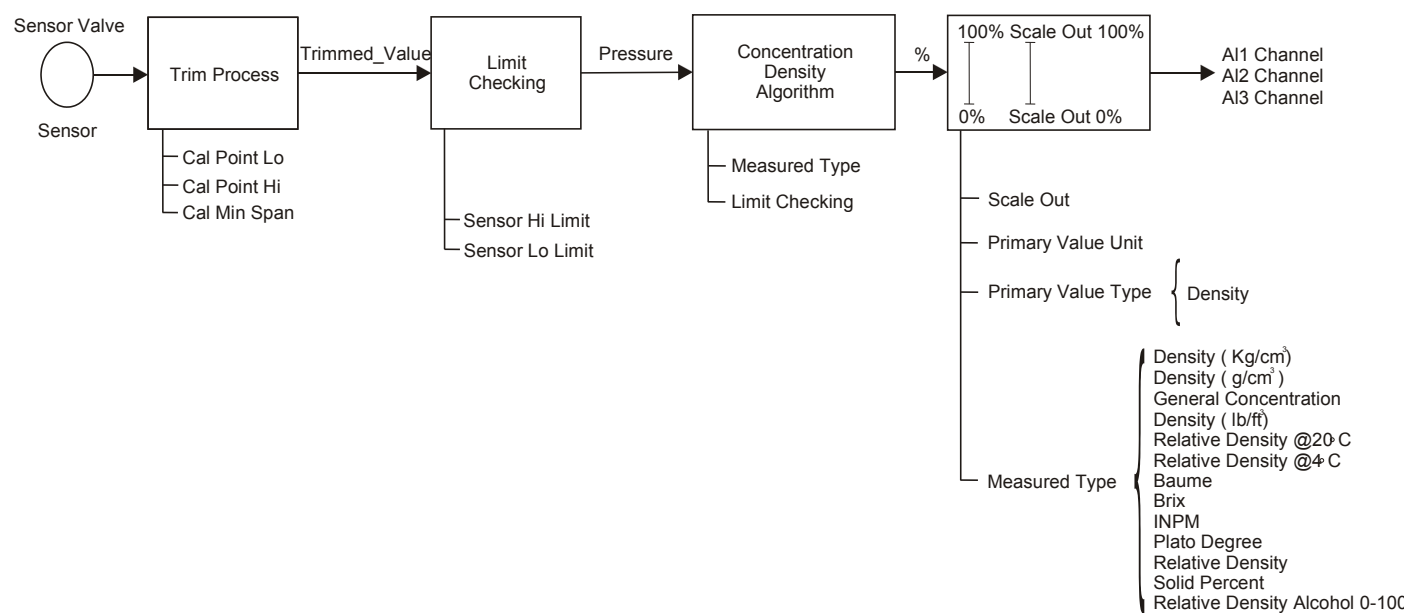 Sensor Valve
Sensor
Trim Process
Cal Point Lo
Cal Point Hi
Cal Min Span
Trimmed_Value
Limit
Checking
Sensor Hi Limit
Sensor Lo Limit
Pressure
Concentration
Density
Algorithm
Measured Type
Limit Checking
%
100% Scale Out 100%
0% Scale Out 0%
AI1 Channel
AI2 Channel
AI3 Channel
Scale Out
Primary Value Unit
Primary Value Type
Density
Measured Type
Density ( Kg/cm³)
Density ( g/cm³ )
General Concentration
Density ( lb/ft³)
Relative Density @20°C
Relative Density @4°C
Baume
Brix
INPM
Plato Degree
Relative Density
Solid Percent
Relative Density Alcohol 0-100